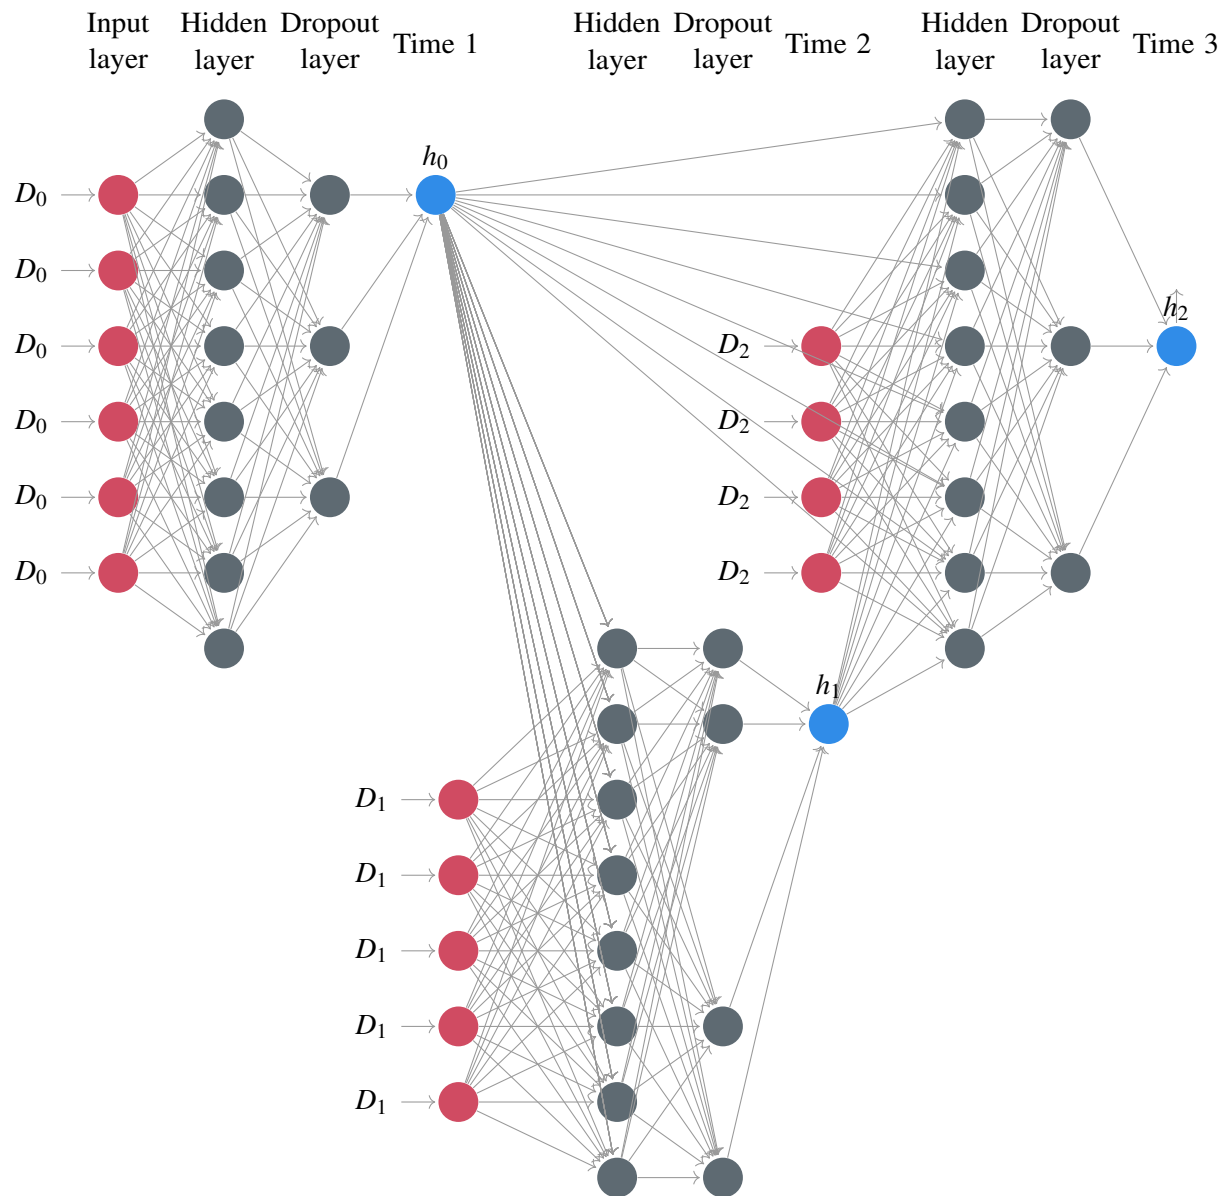 Input layer
Hidden layer
Dropout layer
Time 1
Hidden layer
Dropout layer
Time 2
Hidden layer
Dropout layer
Time 3
h₀
D₀
D₀
h₂
D₀
D₂
D₀
D₂
D₀
D₂
D₀
D₂
h₁
D₁
D₁
D₁
D₁
D₁